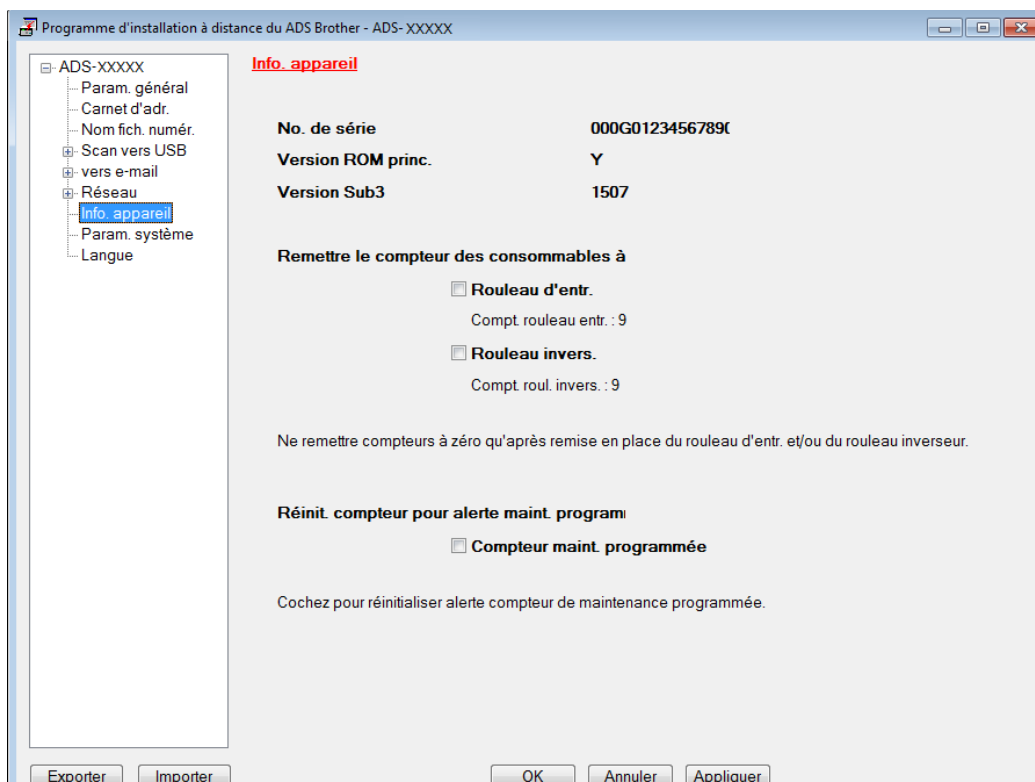 Programme d'installation à distance du ADS Brother - ADS- XXXXX
ADS-XXXXX
Param. général
Carnet d'adr.
Nom fich. numér.
Scan vers USB
vers e-mail
Réseau
Info. appareil
Param. système
Langue
Info. appareil
No. de série 000G0123456789(
Version ROM princ. Y
Version Sub3 1507
Remettre le compteur des consommables à
Rouleau d'entr.
Compt. rouleau entr. : 9
Rouleau invers.
Compt. roul. invers. : 9
Ne remettre compteurs à zéro qu'après remise en place du rouleau d'entr. et/ou du rouleau inverseur.
Réinit. compteur pour alerte maint. program
Compteur maint. programmée
Cochez pour réinitialiser alerte compteur de maintenance programmée.
Exporter Importer OK Annuler Appliquer